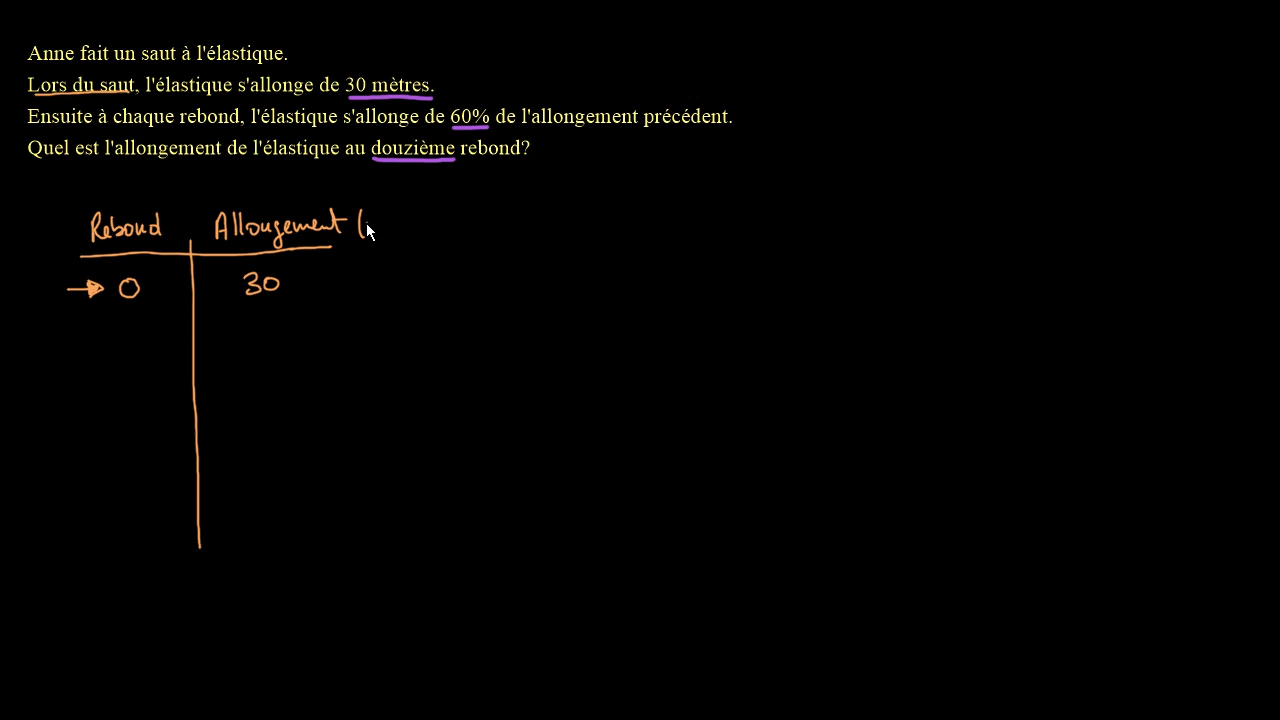 Anne fait un saut à l'élastique.
Lors du saut, l'élastique s'allonge de 30 mètres.
Ensuite à chaque rebond, l'élastique s'allonge de 60% de l'allongement précédent.
Quel est l'allongement de l'élastique au douzième rebond?
Rebond Allongement (
0 30